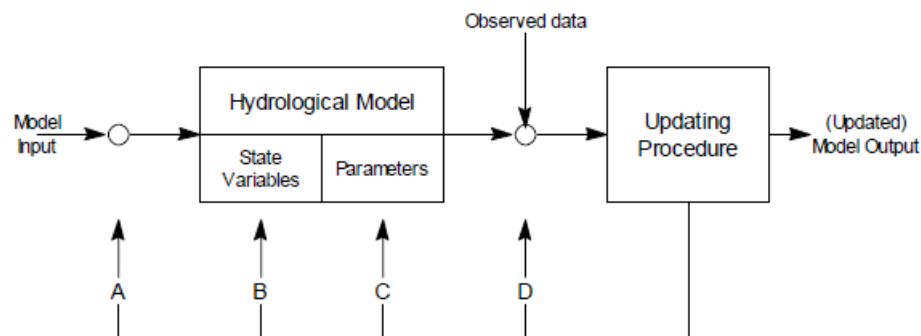 Observed data
Model
Input
Hydrological Model
State
Variables
Parameters
Updating
Procedure
(Updated)
Model Output
A
B
C
D